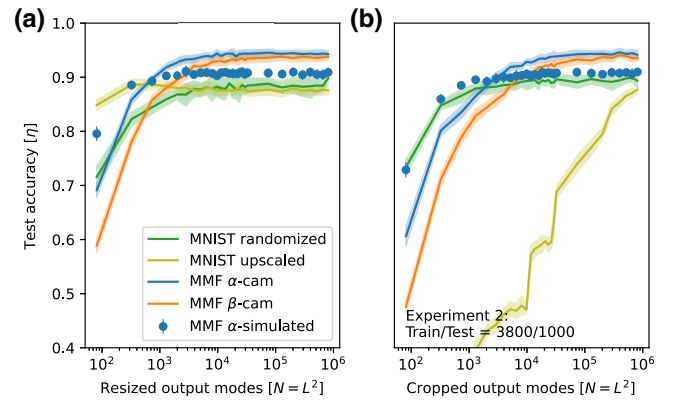 (a)
(b)
Test accuracy [η]
1.0
0.9
0.8
0.7
0.6
0.5
0.4
MNIST randomized
MNIST upscaled
MMF α-cam
MMF β-cam
MMF α-simulated
Experiment 2:
Train/Test = 3800/1000
10² 10³ 10⁴ 10⁵ 10⁶
10² 10³ 10⁴ 10⁵ 10⁶
Resized output modes [N = L²]
Cropped output modes [N = L²]